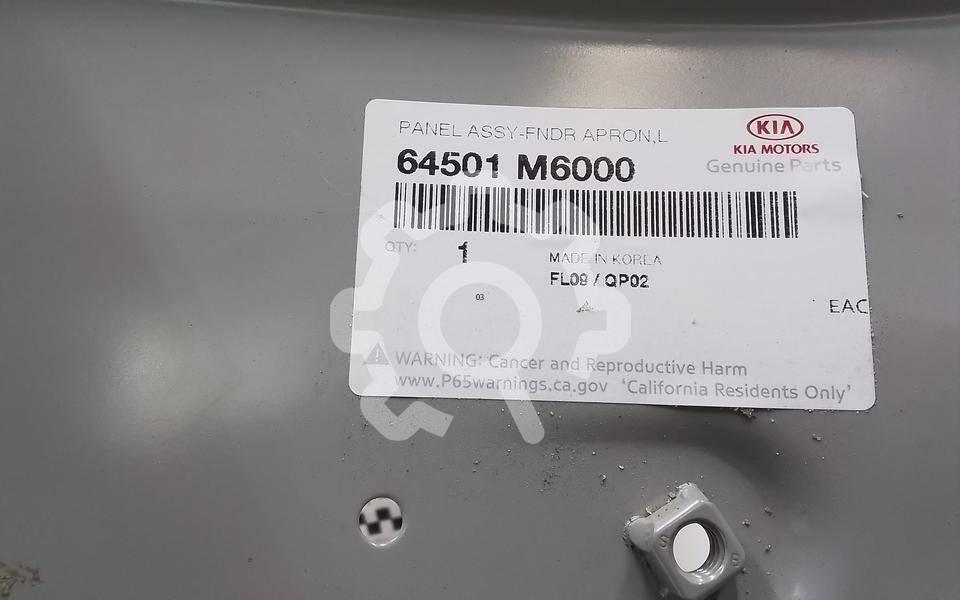 PANEL ASSY-FNDR APRON,L
64501 M6000
KIA
KIA MOTORS
Genuine Parts
QTY: 1
MADE IN KOREA
FL09 / QP02
03
EAC
WARNING: Cancer and Reproductive Harm
www.P65warnings.ca.gov 'California Residents Only'
S B